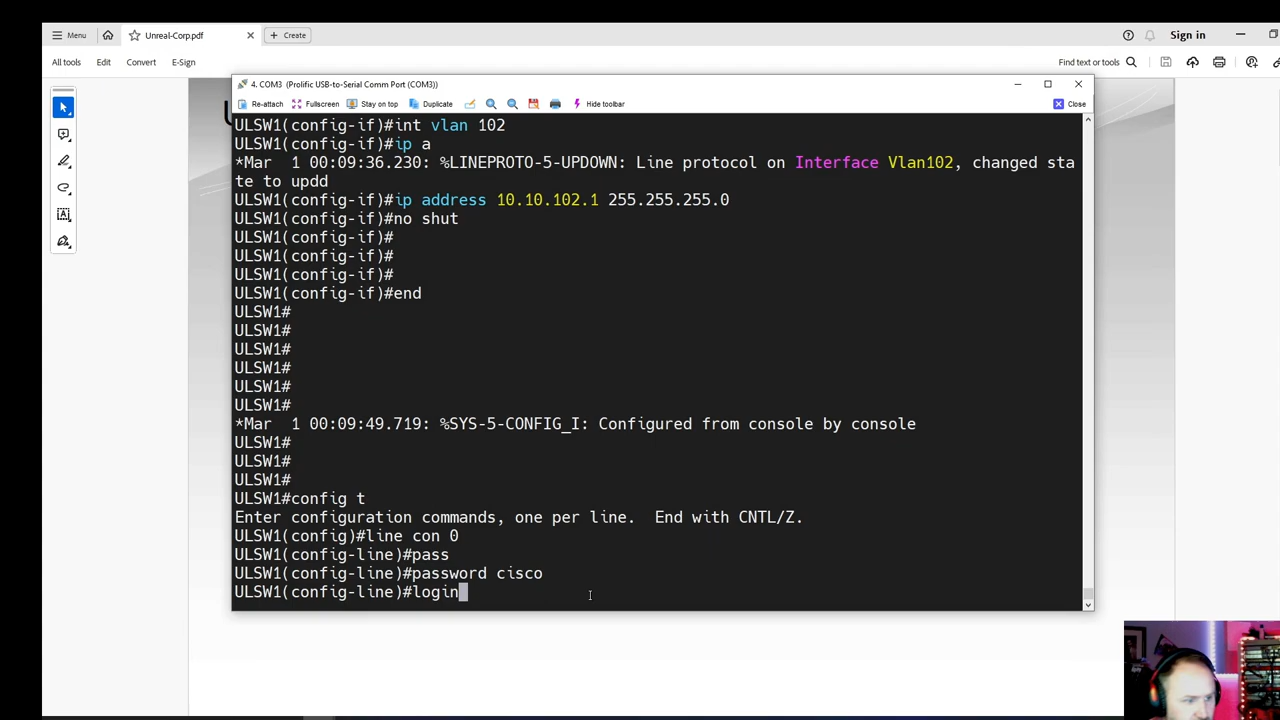 Menu
Unreal-Corp.pdf
Create
Sign in
All tools
Edit
Convert
E-Sign
Find text or tools
4. COM3 (Prolific USB-to-Serial Comm Port (COM3))
Re-attach
Fullscreen
Stay on top
Duplicate
Hide toolbar
Close
ULSW1(config-if)#int vlan 102
ULSW1(config-if)#ip a
*Mar  1 00:09:36.230: %LINEPROTO-5-UPDOWN: Line protocol on Interface Vlan102, changed sta
te to updd
ULSW1(config-if)#ip address 10.10.102.1 255.255.255.0
ULSW1(config-if)#no shut
ULSW1(config-if)#
ULSW1(config-if)#
ULSW1(config-if)#
ULSW1(config-if)#end
ULSW1#
ULSW1#
ULSW1#
ULSW1#
ULSW1#
ULSW1#
*Mar  1 00:09:49.719: %SYS-5-CONFIG_I: Configured from console by console
ULSW1#
ULSW1#
ULSW1#
ULSW1#config t
Enter configuration commands, one per line.  End with CNTL/Z.
ULSW1(config)#line con 0
ULSW1(config-line)#pass
ULSW1(config-line)#password cisco
ULSW1(config-line)#login